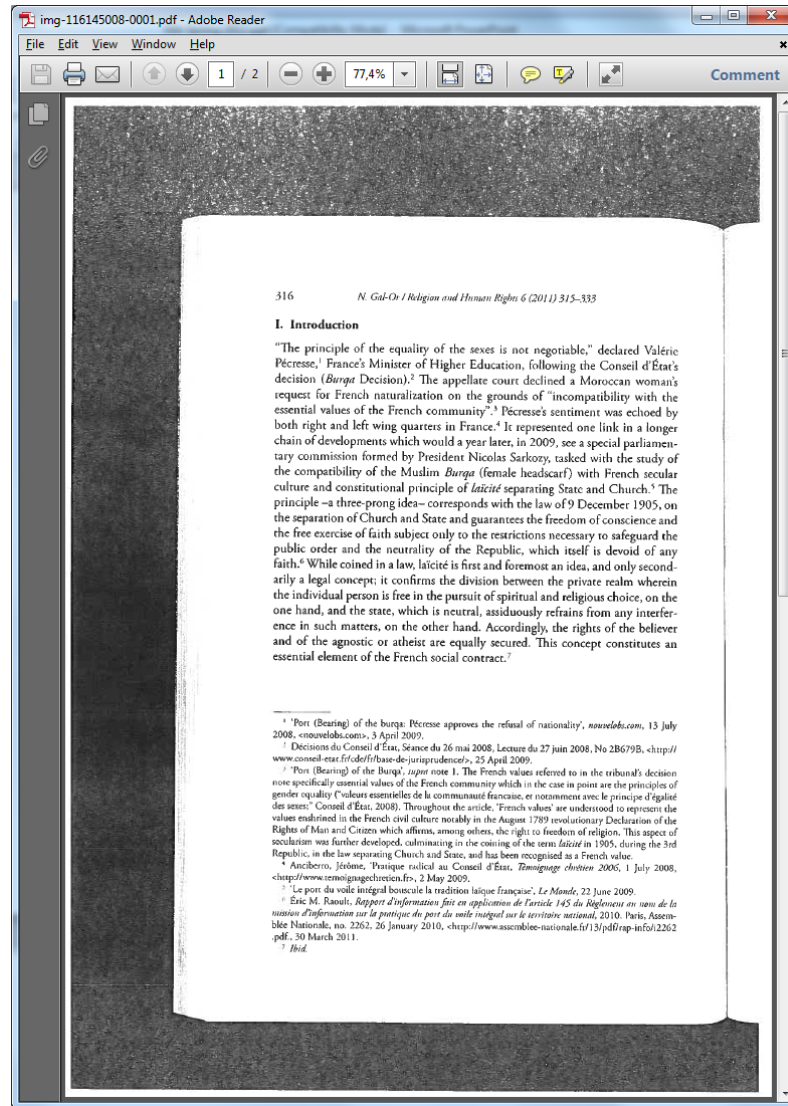 img-116145008-0001.pdf - Adobe Reader
File Edit View Window Help
1 / 2 77,4% Comment
316 N. Gal-Or / Religion and Human Rights 6 (2011) 315–333
I. Introduction
"The principle of the equality of the sexes is not negotiable," declared Valérie
Pécresse,1 France's Minister of Higher Education, following the Conseil d'État's
decision (Burqa Decision).2 The appellate court declined a Moroccan woman's
request for French naturalization on the grounds of "incompatibility with the
essential values of the French community".3 Pécresse's sentiment was echoed by
both right and left wing quarters in France.4 It represented one link in a longer
chain of developments which would a year later, in 2009, see a special parliamen-
tary commission formed by President Nicolas Sarkozy, tasked with the study of
the compatibility of the Muslim Burqa (female headscarf) with French secular
culture and constitutional principle of laïcité separating State and Church.5 The
principle –a three-prong idea– corresponds with the law of 9 December 1905, on
the separation of Church and State and guarantees the freedom of conscience and
the free exercise of faith subject only to the restrictions necessary to safeguard the
public order and the neutrality of the Republic, which itself is devoid of any
faith.6 While coined in a law, laïcité is first and foremost an idea, and only second-
arily a legal concept; it confirms the division between the private realm wherein
the individual person is free in the pursuit of spiritual and religious choice, on the
one hand, and the state, which is neutral, assiduously refrains from any interfer-
ence in such matters, on the other hand. Accordingly, the rights of the believer
and of the agnostic or atheist are equally secured. This concept constitutes an
essential element of the French social contract.7
1 'Port (Bearing) of the burqa: Pécresse approves the refusal of nationality', nouvelobs.com, 13 July
2008, <nouvelobs.com>, 3 April 2009.
2 Décisions du Conseil d'État, Séance du 26 mai 2008, Lecture du 27 juin 2008, No 2B679B, <http://
www.conseil-etat.fr/cde/fr/base-de-jurisprudence/>, 25 April 2009.
3 'Port (Bearing) of the Burqa', supra note 1. The French values referred to in the tribunal's decision
note specifically essential values of the French community which in the case in point are the principles of
gender equality ("valeurs essentielles de la communauté francaise, et notamment avec le principe d'égalité
des sexes;" Conseil d'État, 2008). Throughout the article, 'French values' are understood to represent the
values enshrined in the French civil culture notably in the August 1789 revolutionary Declaration of the
Rights of Man and Citizen which affirms, among others, the right to freedom of religion. This aspect of
secularism was further developed, culminating in the coining of the term laïcité in 1905, during the 3rd
Republic, in the law separating Church and State, and has been recognised as a French value.
4 Anciberro, Jérôme, 'Pratique radical au Conseil d'État, Témoignage chrétien 2006, 1 July 2008,
<http://www.temoignagechretien.fr>, 2 May 2009.
5 'Le port du voile intégral bouscule la tradition laïque française', Le Monde, 22 June 2009.
6 Éric M. Raoult, Rapport d'information fait en application de l'article 145 du Règlement au nom de la
mission d'information sur la pratique du port du voile intégral sur le territoire national, 2010. Paris, Assem-
blée Nationale, no. 2262, 26 January 2010, <http://www.assemblee-nationale.fr/13/pdf/rap-info/i2262
.pdf., 30 March 2011.
7 Ibid.